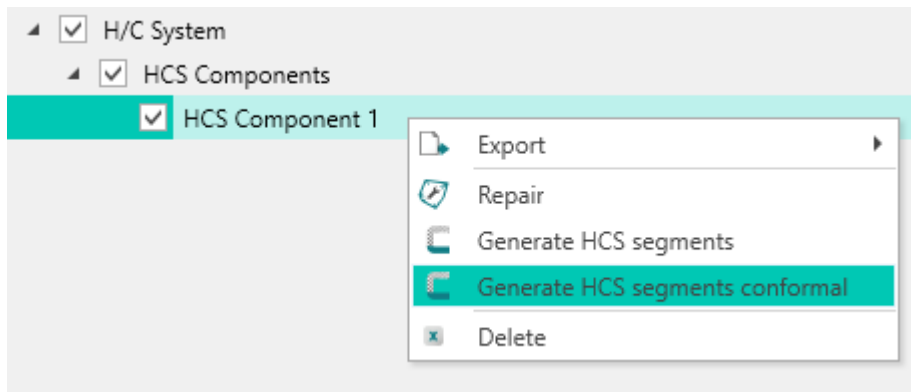 H/C System
HCS Components
HCS Component 1
Export
Repair
Generate HCS segments
Generate HCS segments conformal
Delete